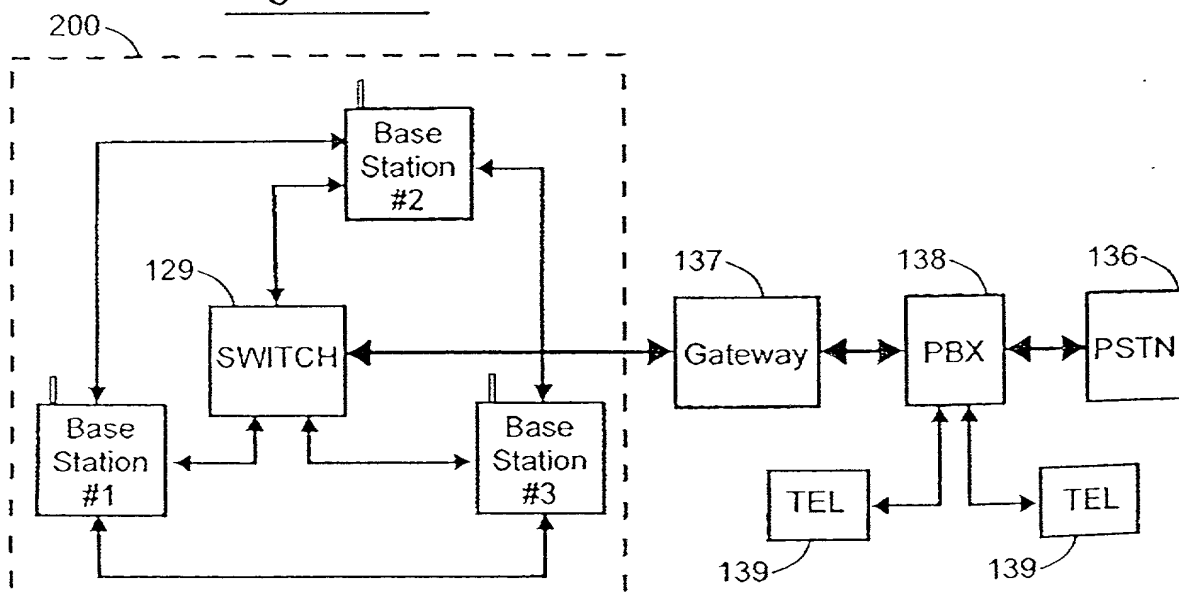 200
Base
Station
#2
129
SWITCH
137
Gateway
138
PBX
136
PSTN
Base
Station
#1
Base
Station
#3
TEL
139
TEL
139